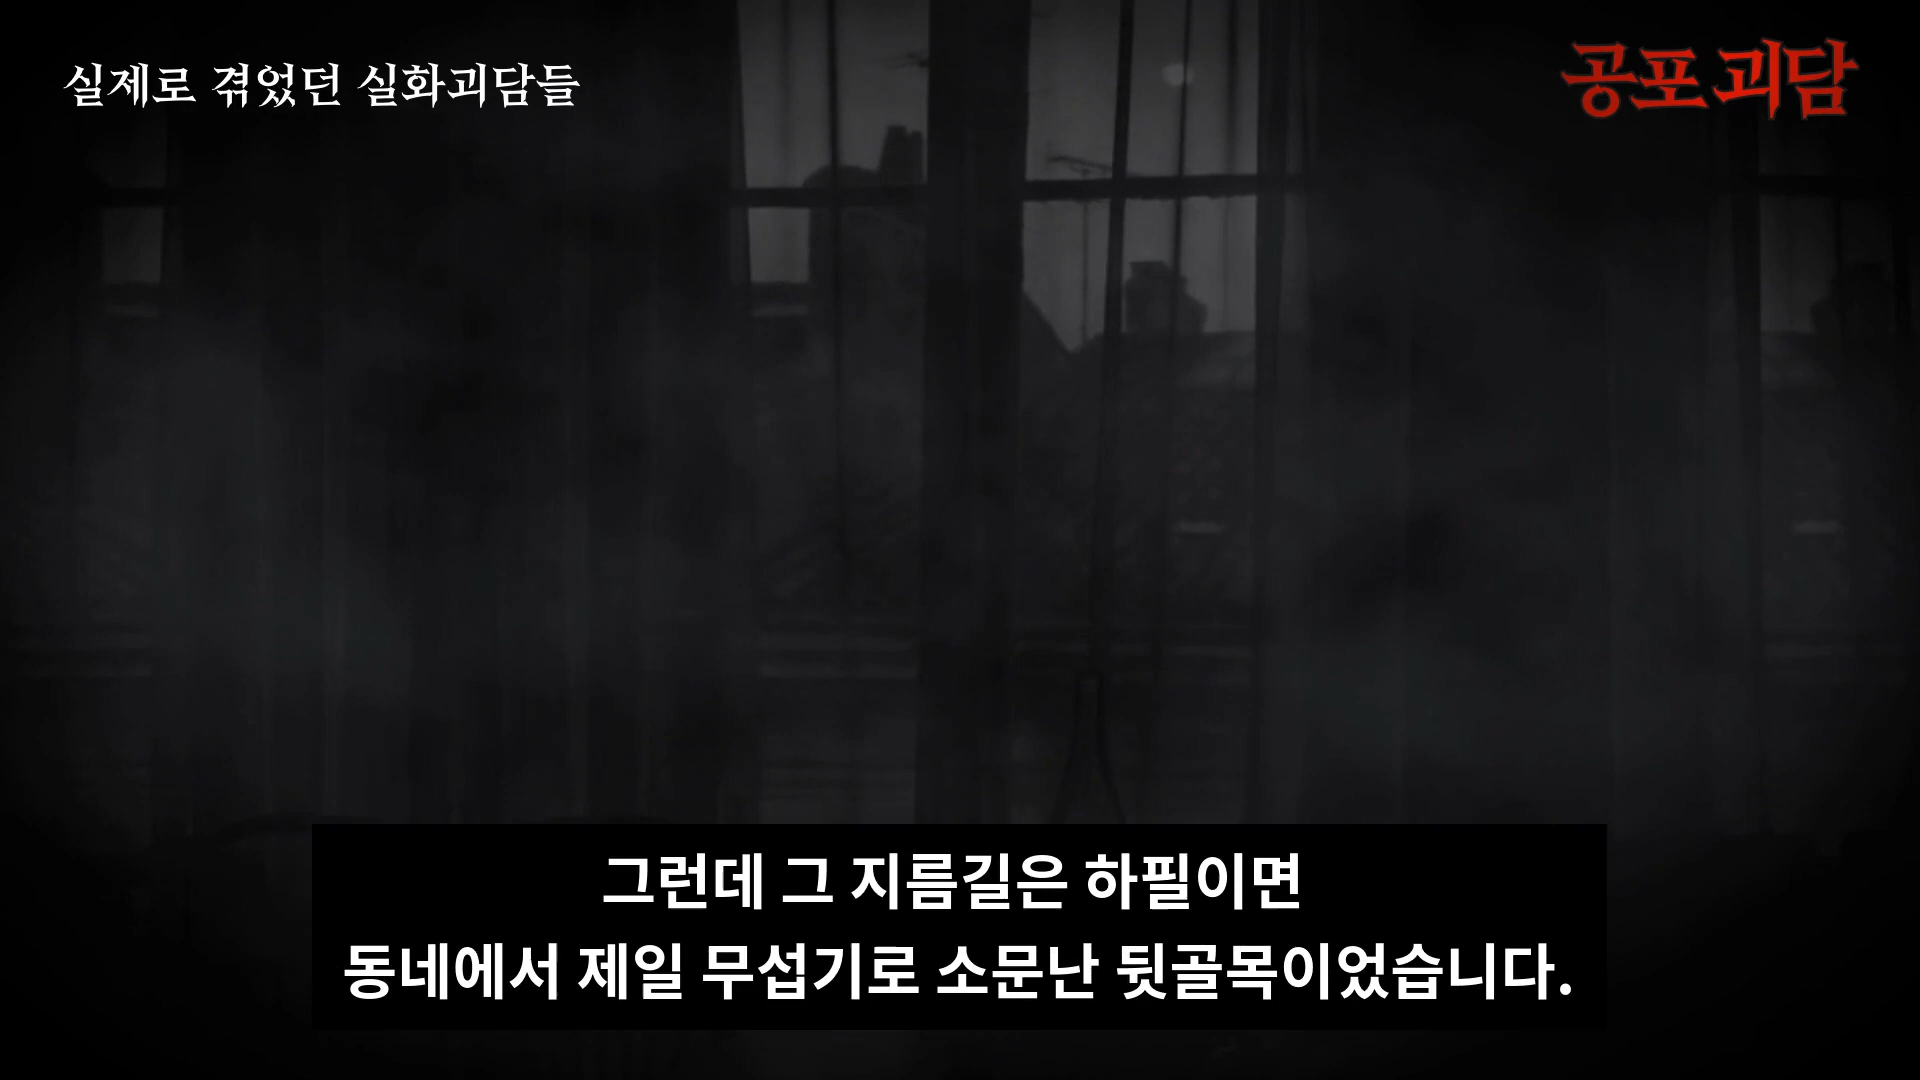 실제로 겪었던 실화괴담들
공포괴담
그런데 그 지름길은 하필이면
동네에서 제일 무섭기로 소문난 뒷골목이었습니다.